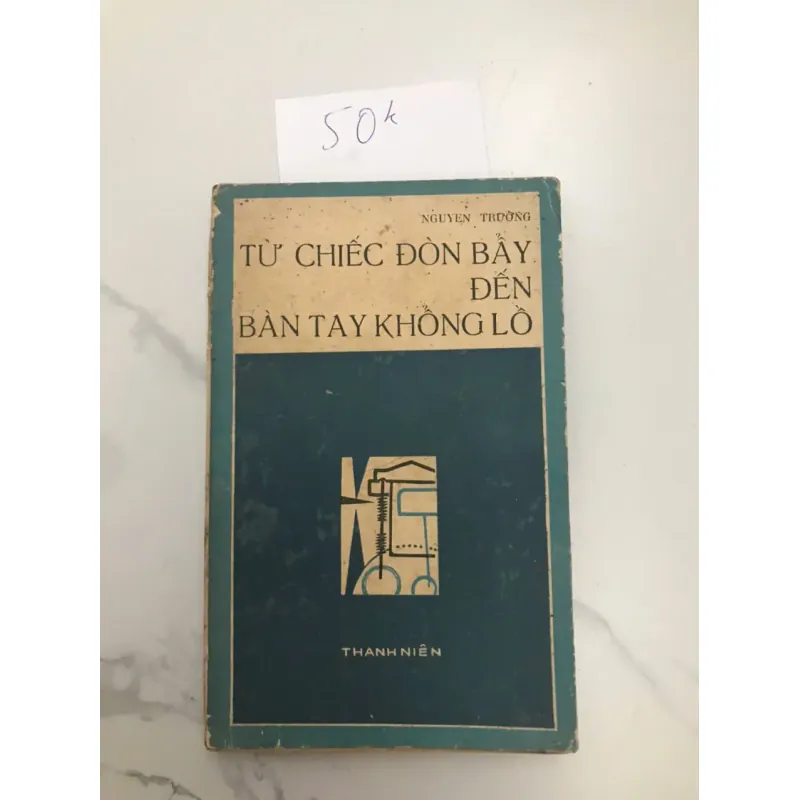 50k
NGUYỄN TRƯỜNG
TỪ CHIẾC ĐÒN BẨY
ĐẾN
BÀN TAY KHỔNG LỒ
THANH NIÊN